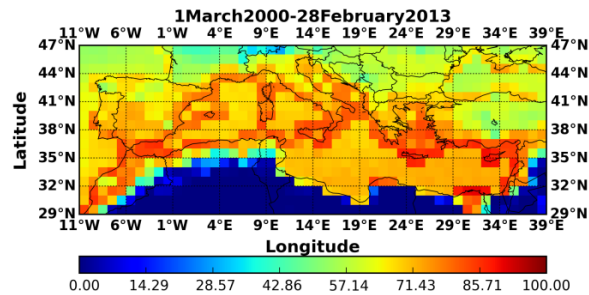 1March2000-28February2013
11°W 6°W 1°W 4°E 9°E 14°E 19°E 24°E 29°E 34°E 39°E
47°N 47°N
44°N 44°N
41°N 41°N
38°N 38°N
35°N 35°N
32°N 32°N
29°N 29°N
11°W 6°W 1°W 4°E 9°E 14°E 19°E 24°E 29°E 34°E 39°E
Latitude
Longitude
0.00 14.29 28.57 42.86 57.14 71.43 85.71 100.00